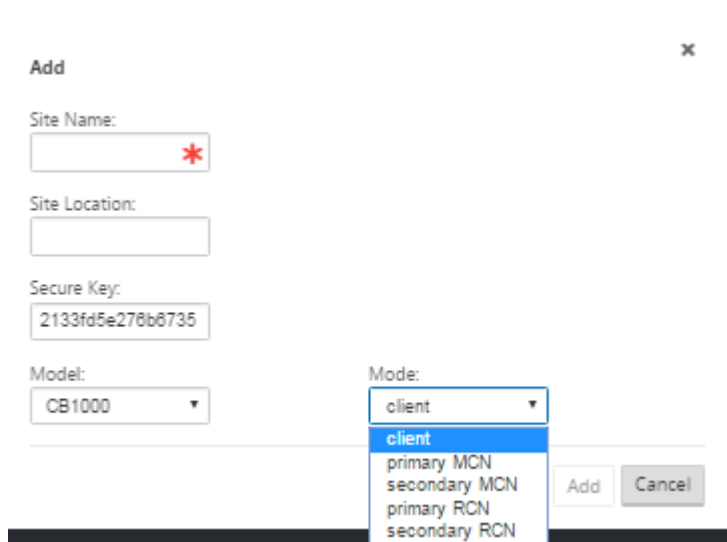 Add
Site Name:
Site Location:
Secure Key:
2133fd5e276b6735
Model:
Mode:
CB1000
client
client
primary MCN
secondary MCN
primary RCN
secondary RCN
Add
Cancel